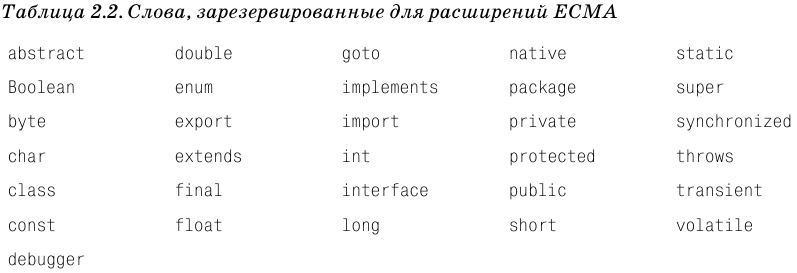 Таблица 2.2. Слова, зарезервированные для расширений ECMA
abstract double goto native static
Boolean enum implements package super
byte export import private synchronized
char extends int protected throws
class final interface public transient
const float long short volatile
debugger